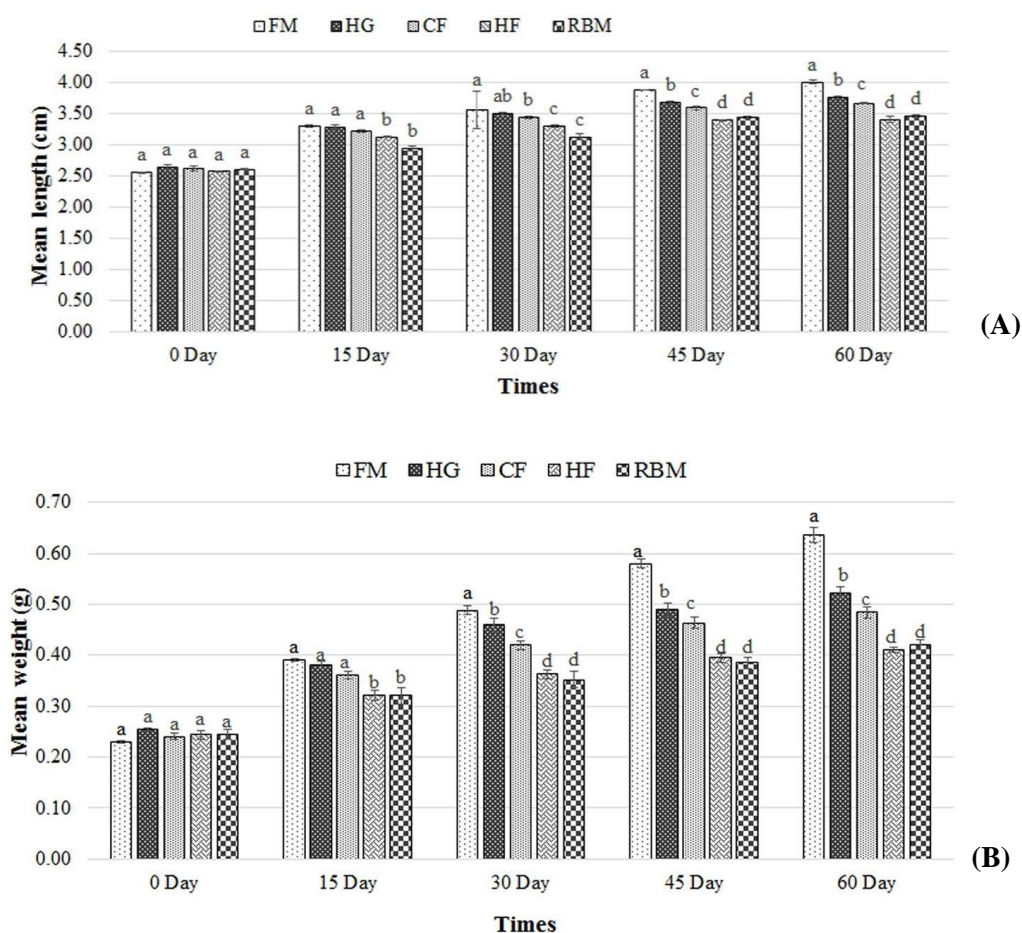 FM HG CF HF RBM
4.50
4.00
3.50
3.00
2.50
2.00
1.50
1.00
0.50
0.00
Mean length (cm)
a a a a a
a a a b b
a ab b c c
a b c d d
a b c d d
0 Day 15 Day 30 Day 45 Day 60 Day
Times
(A)
FM HG CF HF RBM
0.70
0.60
0.50
0.40
0.30
0.20
0.10
0.00
Mean weight (g)
a a a a a
a a a b b
a b c d d
a b c d d
a b c d d
0 Day 15 Day 30 Day 45 Day 60 Day
Times
(B)